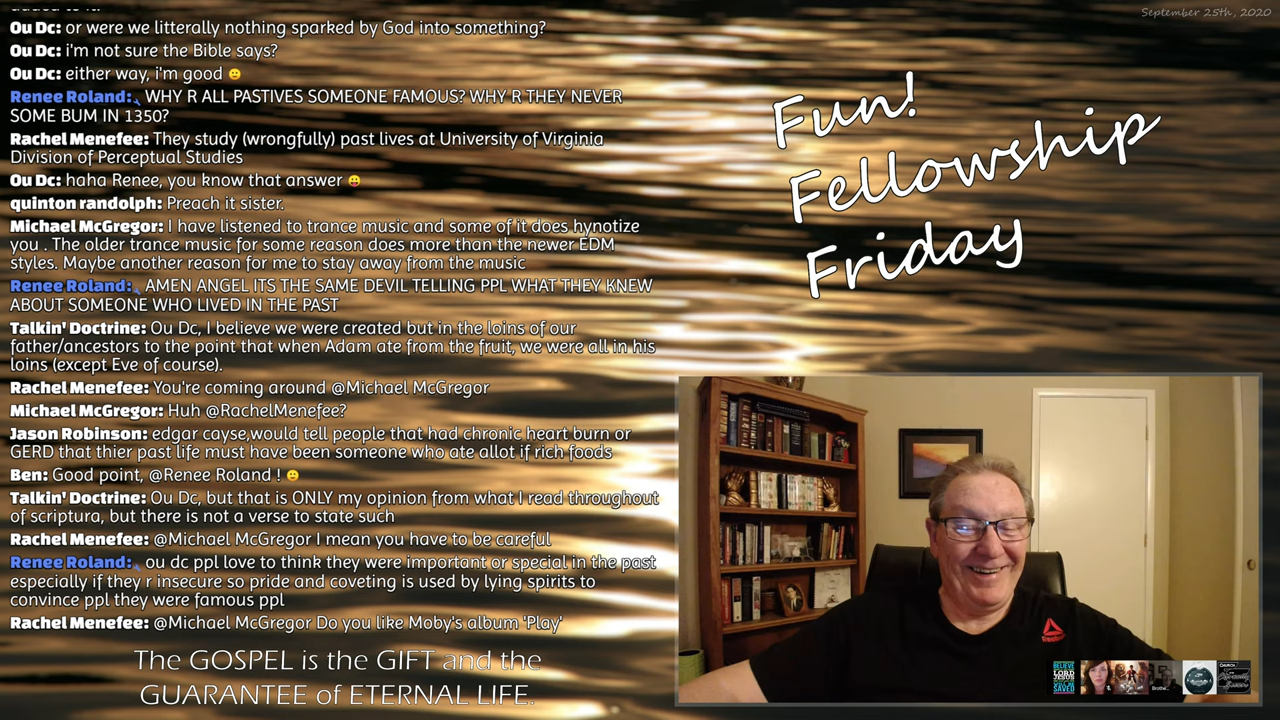 September 25th, 2020
Ou Dc: or were we litterally nothing sparked by God into something?
Ou Dc: i'm not sure the Bible says?
Ou Dc: either way, i'm good 🙂
Renee Roland: WHY R ALL PASTIVES SOMEONE FAMOUS? WHY R THEY NEVER
SOME BUM IN 1350?
Rachel Menefee: They study (wrongfully) past lives at University of Virginia
Division of Perceptual Studies
Ou Dc: haha Renee, you know that answer 😛
quinton randolph: Preach it sister.
Michael McGregor: I have listened to trance music and some of it does hynotize
you . The older trance music for some reason does more than the newer EDM
styles. Maybe another reason for me to stay away from the music
Renee Roland: AMEN ANGEL ITS THE SAME DEVIL TELLING PPL WHAT THEY KNEW
ABOUT SOMEONE WHO LIVED IN THE PAST
Talkin' Doctrine: Ou Dc, I believe we were created but in the loins of our
father/ancestors to the point that when Adam ate from the fruit, we were all in his
loins (except Eve of course).
Rachel Menefee: You're coming around @Michael McGregor
Michael McGregor: Huh @RachelMenefee?
Jason Robinson: edgar cayse,would tell people that had chronic heart burn or
GERD that thier past life must have been someone who ate allot if rich foods
Ben: Good point, @Renee Roland ! 🙂
Talkin' Doctrine: Ou Dc, but that is ONLY my opinion from what I read throughout
of scriptura, but there is not a verse to state such
Rachel Menefee: @Michael McGregor I mean you have to be careful
Renee Roland: ou dc ppl love to think they were important or special in the past
especially if they r insecure so pride and coveting is used by lying spirits to
convince ppl they were famous ppl
Rachel Menefee: @Michael McGregor Do you like Moby's album 'Play'
The GOSPEL is the GIFT and the
GUARANTEE of ETERNAL LIFE.
Fun!
Fellowship
Friday
Reebok
BELIEVE
LORD
JESUS
SAVED
Brothe...
CHURCH